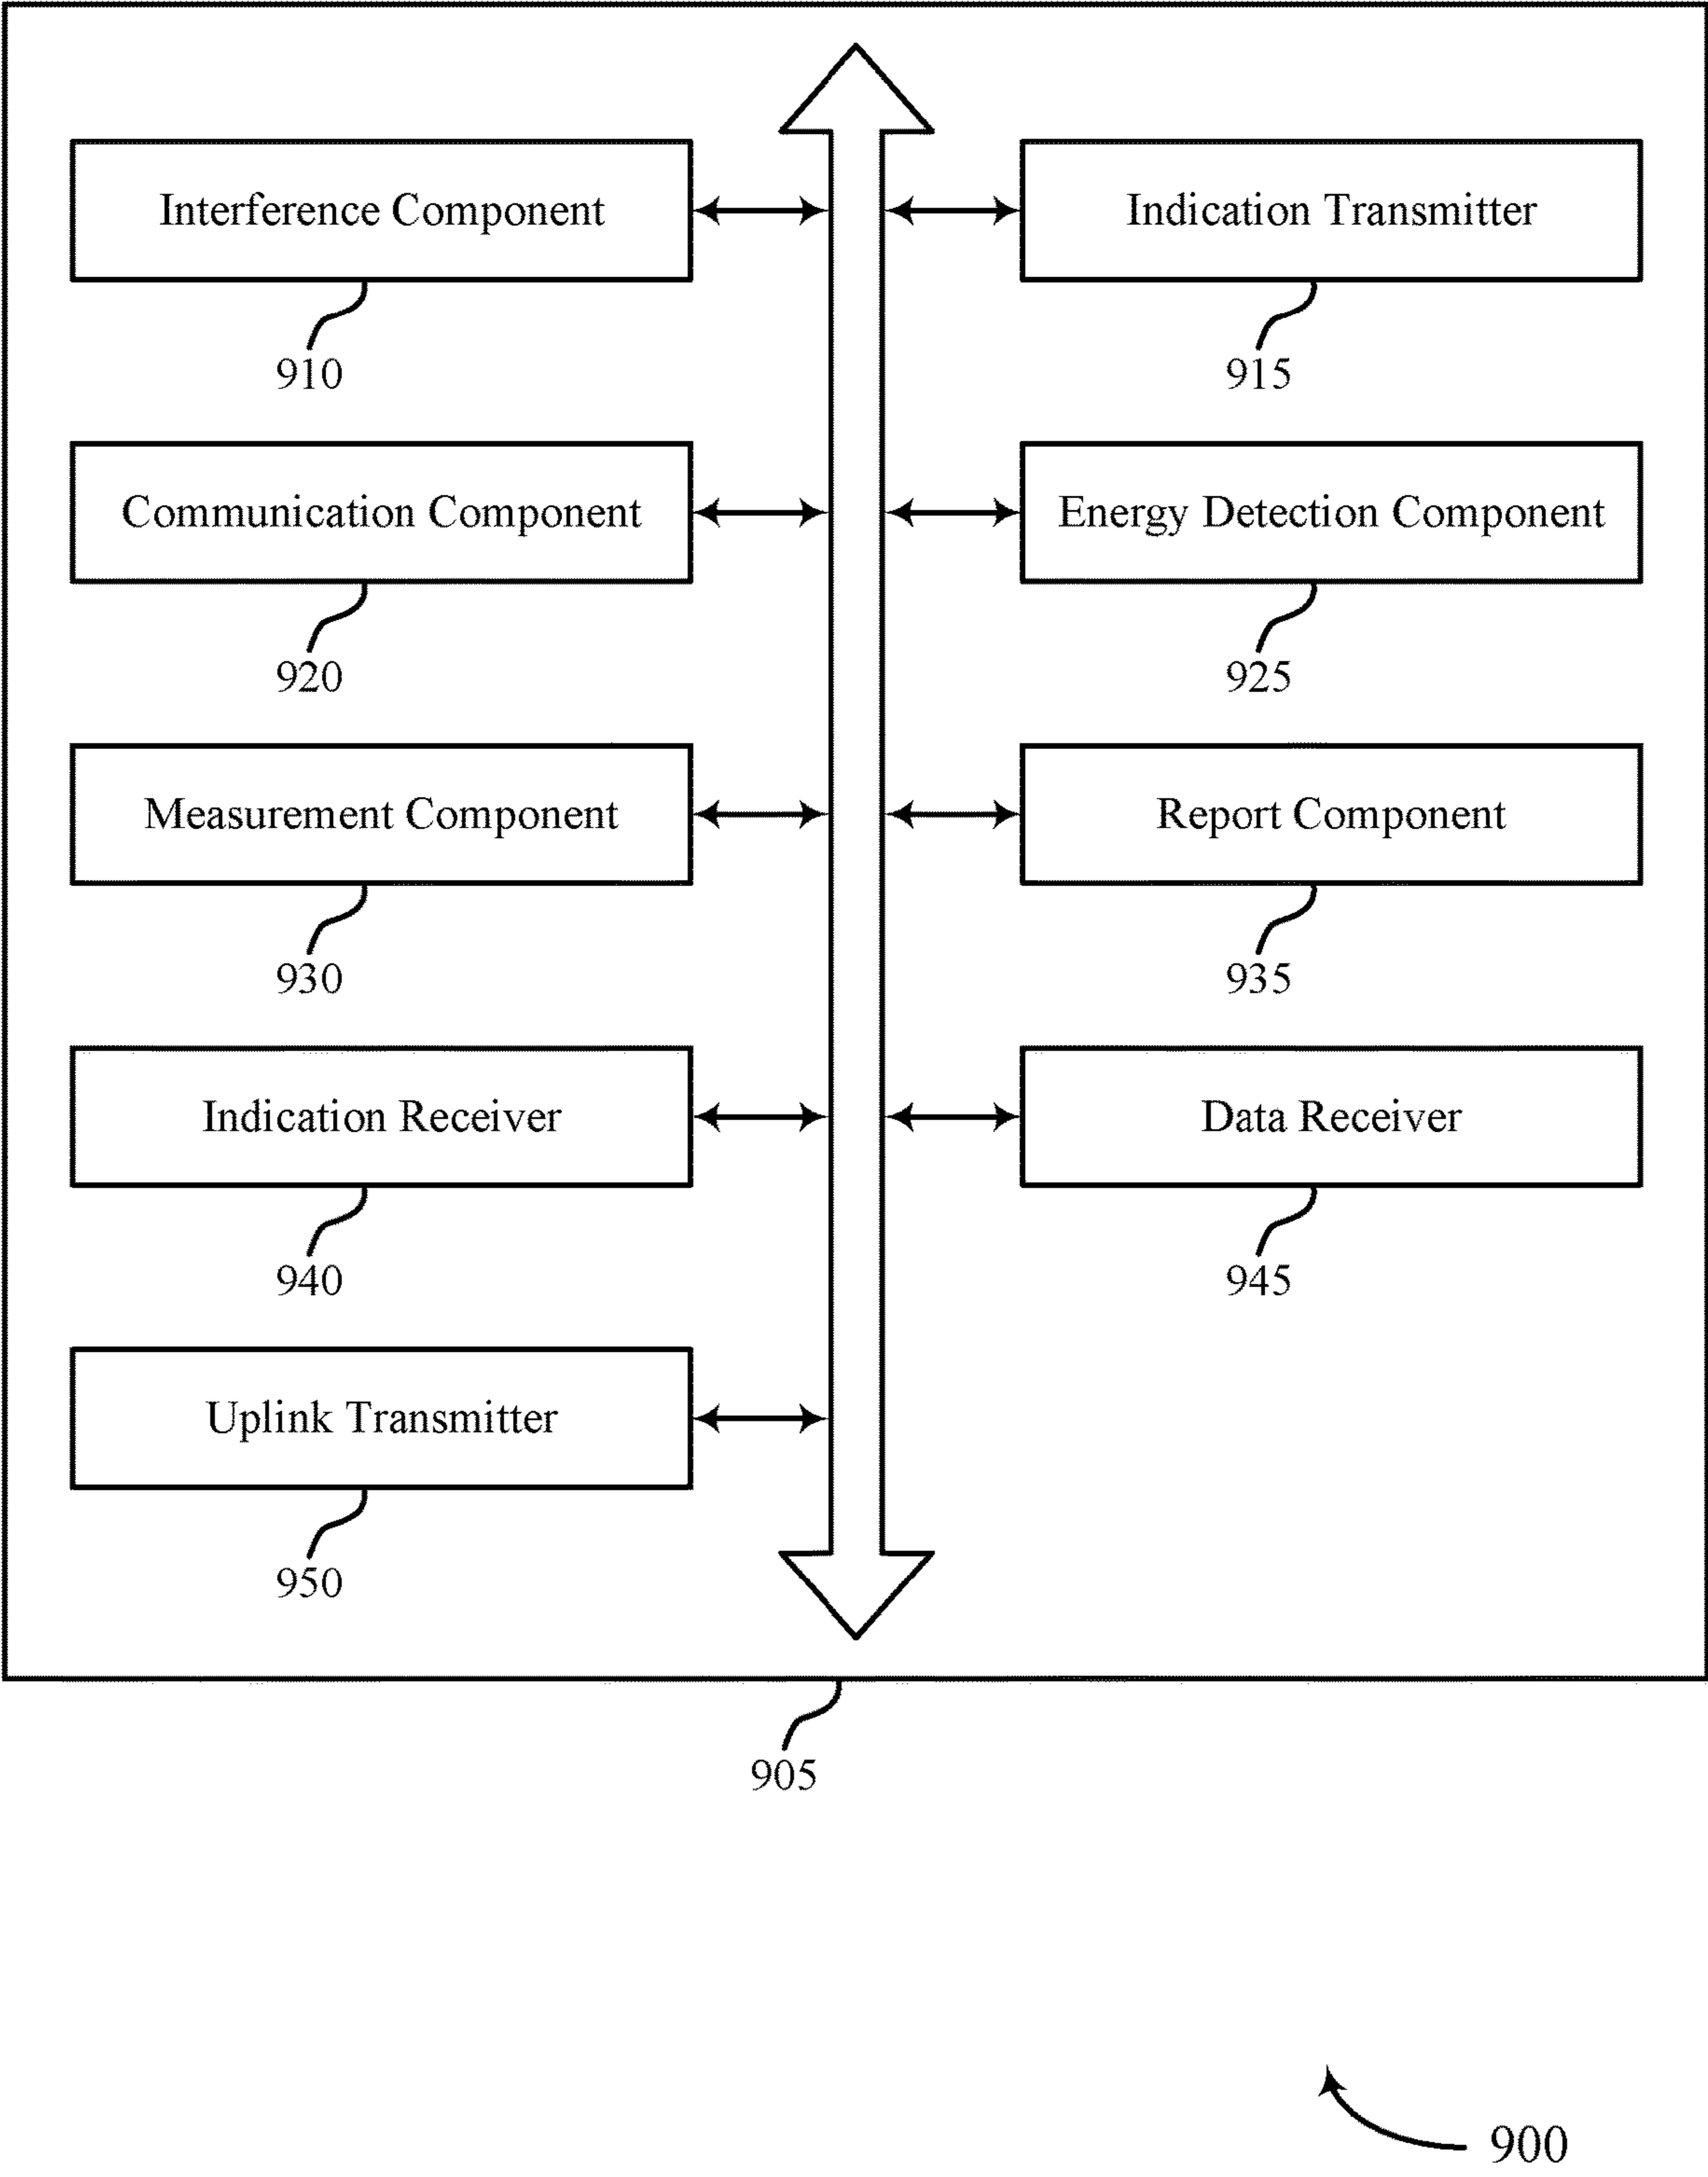 Interference Component
Indication Transmitter
910
915
Communication Component
Energy Detection Component
920
925
Measurement Component
Report Component
930
935
Indication Receiver
Data Receiver
940
945
Uplink Transmitter
950
905
900